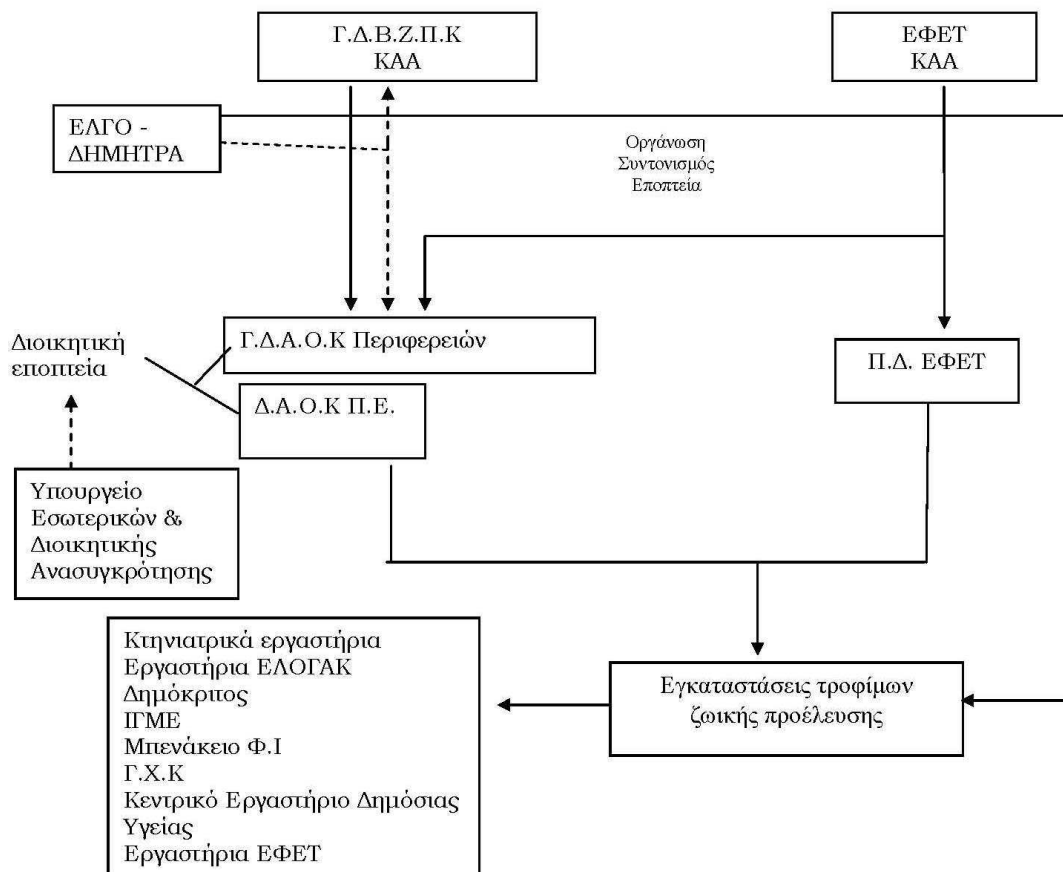 Γ.Δ.Β.Ζ.Π.Κ
ΚΑΑ
ΕΦΕΤ
ΚΑΑ
ΕΛΓΟ -
ΔΗΜΗΤΡΑ
Οργάνωση
Συντονισμός
Εποπτεία
Γ.Δ.Α.Ο.Κ Περιφερειών
Διοικητική
εποπτεία
Π.Δ. ΕΦΕΤ
Δ.Α.Ο.Κ Π.Ε.
Υπουργείο
Εσωτερικών &
Διοικητικής
Ανασυγκρότησης
Κτηνιατρικά εργαστήρια
Εργαστήρια ΕΛΟΓΑΚ
Δημόκριτος
ΙΓΜΕ
Μπενάκειο Φ.Ι
Γ.Χ.Κ
Κεντρικό Εργαστήριο Δημόσιας
Υγείας
Εργαστήρια ΕΦΕΤ
Εγκαταστάσεις τροφίμων
ζωικής προέλευσης